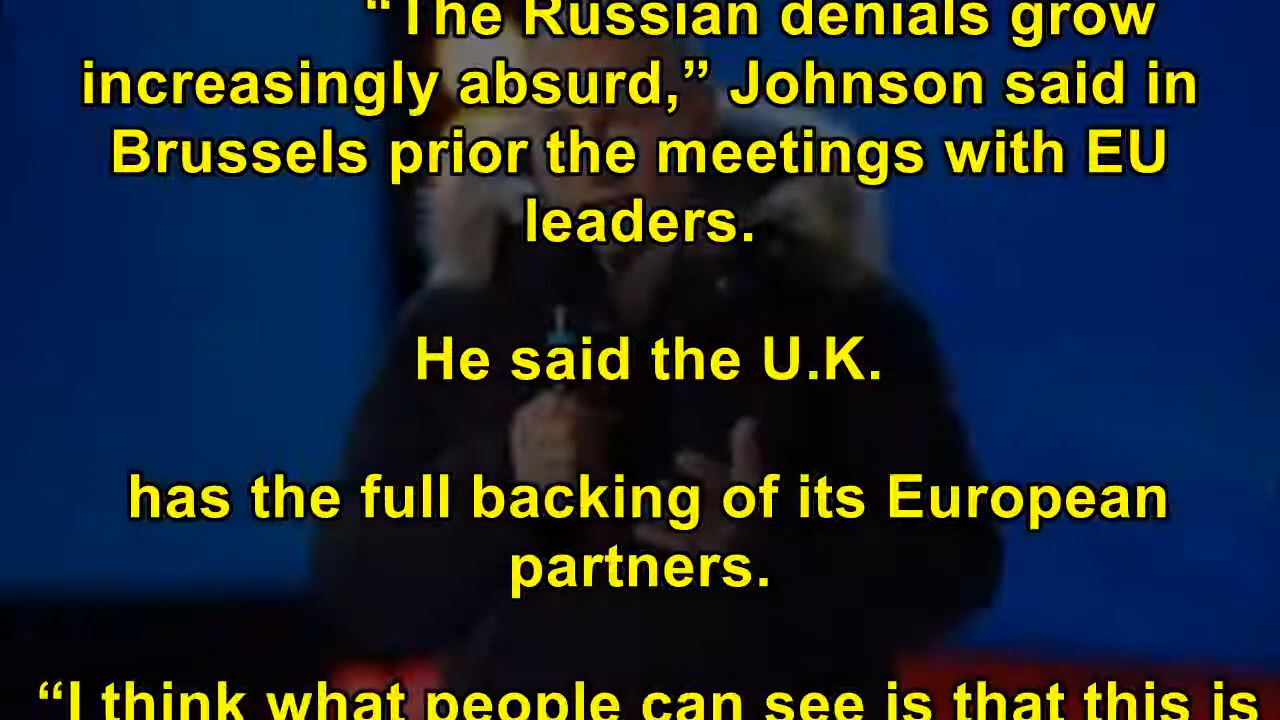 “The Russian denials grow
increasingly absurd,” Johnson said in
Brussels prior the meetings with EU
leaders.
He said the U.K.
has the full backing of its European
partners.
“I think what people can see is that this is